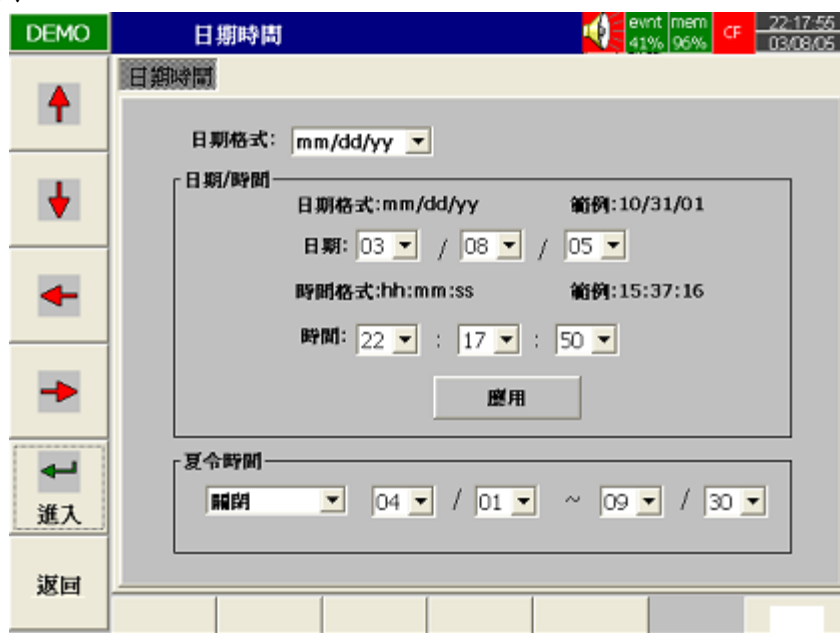 DEMO 日期時間 evnt mem CF 22:17:55
41% 96% 03/08/05
日期時間
日期格式: mm/dd/yy
日期/時間
日期格式:mm/dd/yy 範例:10/31/01
日期: 03 / 08 / 05
時間格式:hh:mm:ss 範例:15:37:16
時間: 22 : 17 : 50
應用
夏令時間
關閉 04 / 01 ~ 09 / 30
進入
返回